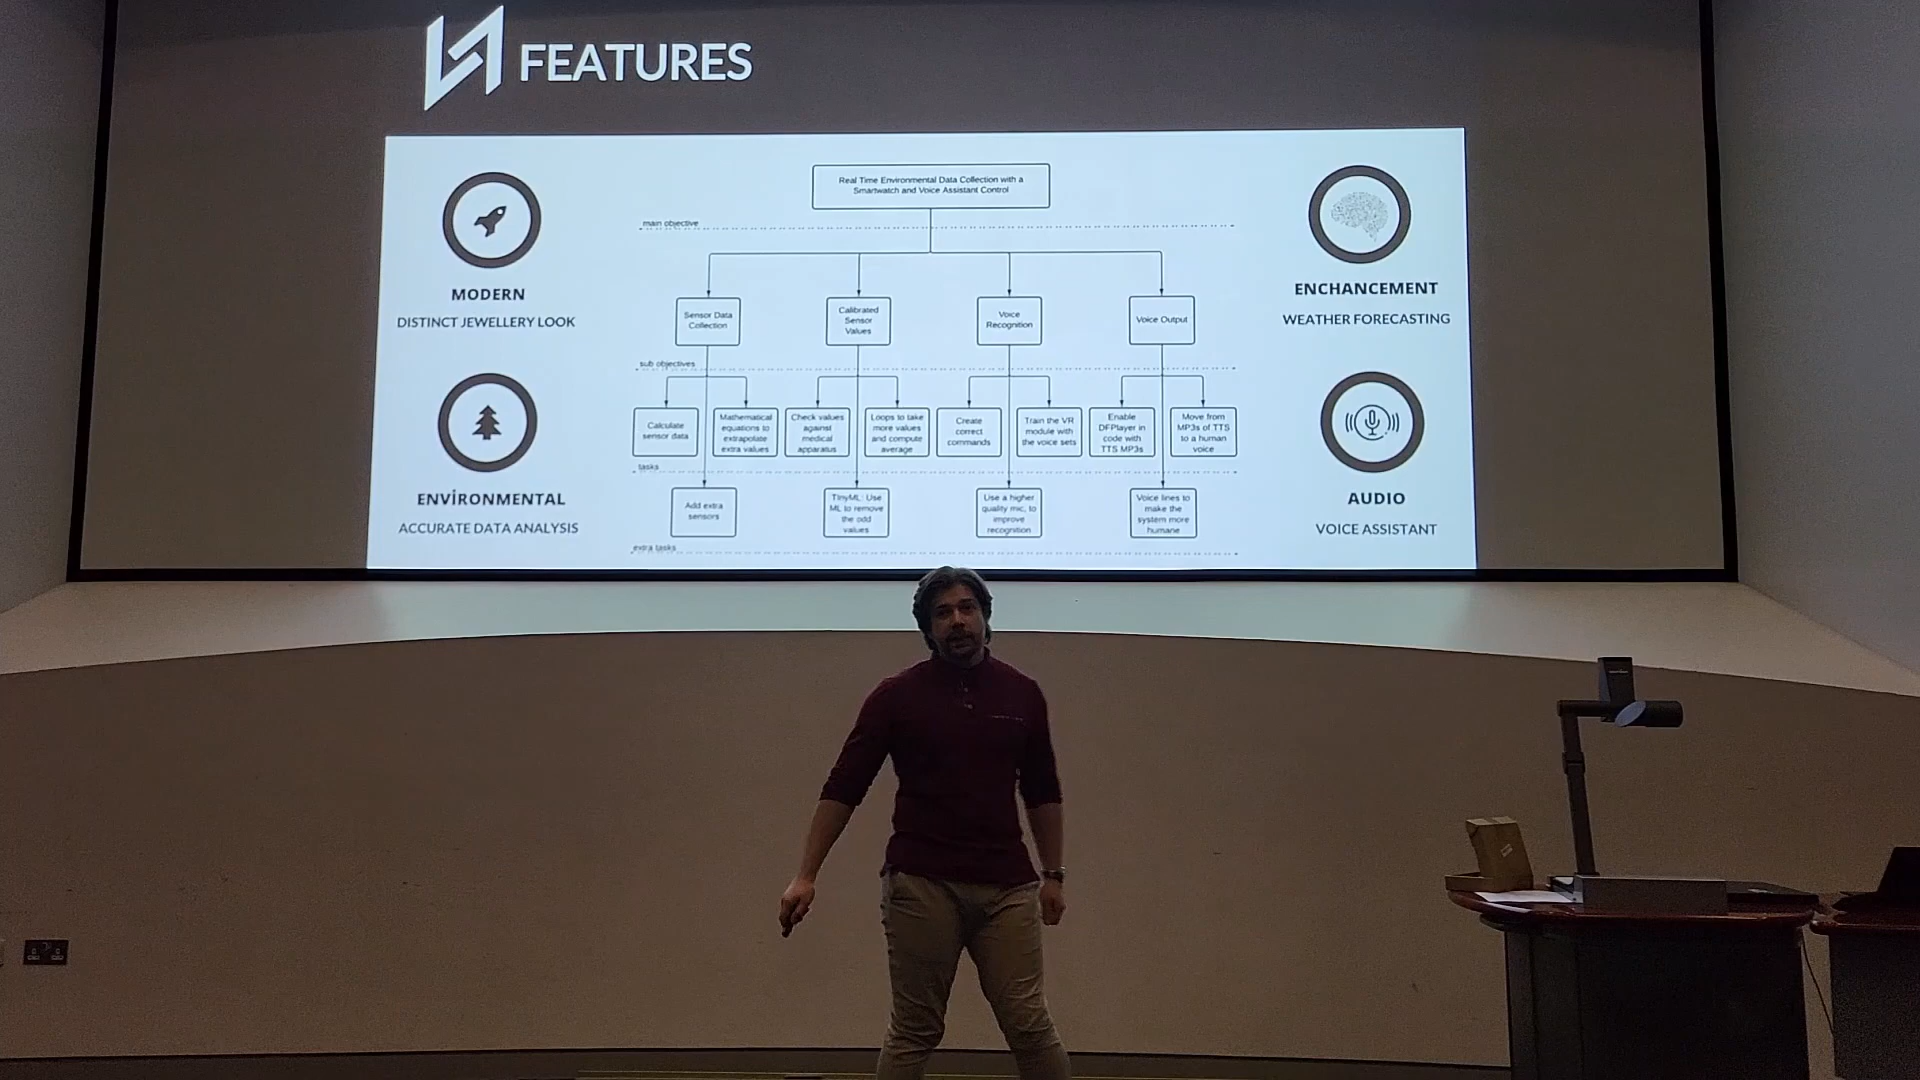 FEATURES
MODERN
DISTINCT JEWELLERY LOOK
ENVİRONMENTAL
ACCURATE DATA ANALYSIS
Real Time Environmental Data Collection with a
Smartwatch and Voice Assistant Control
main objective
Sensor Data
Collection
Calibrated
Sensor
Values
Voice
Recognition
Voice Output
sub objectives
Calculate
sensor data
Mathematical
equations to
extrapolate
extra values
Check values
against
medical
apparatus
Loops to take
more values
and compute
average
Create
correct
commands
Train the VR
module with
the voice sets
Enable
DFPlayer in
code with
TTS MP3s
Move from
MP3s of TTS
to a human
voice
tasks
Add extra
sensors
TinyML: Use
ML to remove
the odd
values
Use a higher
quality mic, to
improve
recognition
Voice lines to
make the
system more
humane
extra tasks
ENCHANCEMENT
WEATHER FORECASTING
AUDIO
VOICE ASSISTANT